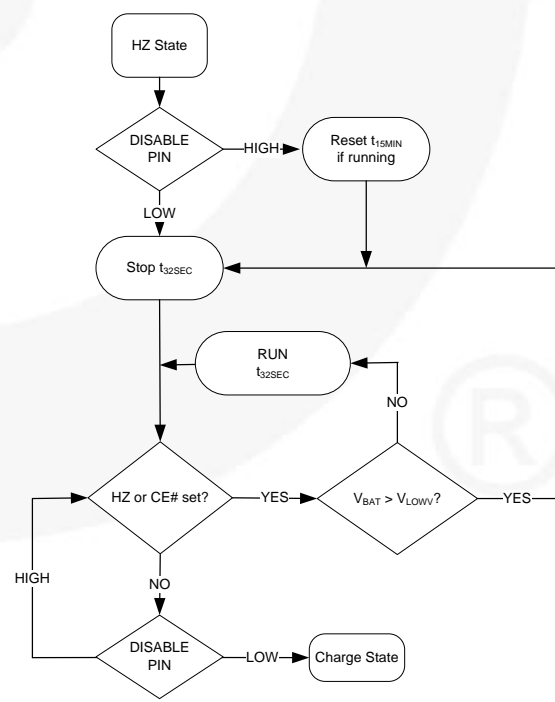 HZ State
DISABLE
PIN
HIGH
Reset t15MIN
if running
LOW
Stop t32SEC
RUN
t32SEC
NO
HZ or CE# set?
YES
VBAT > VLOWV?
YES
HIGH
NO
DISABLE
PIN
LOW
Charge State
®